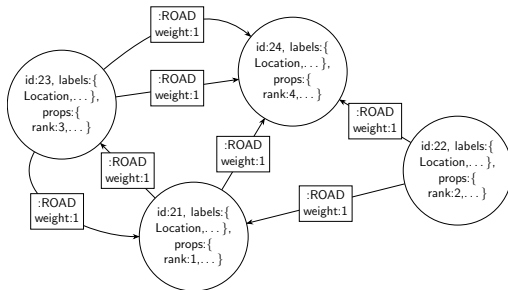 :ROAD
weight:1
id:24, labels:{
Location,... },
props:{
rank:4,... }
id:23, labels:{
Location,... },
props:{
rank:3,... }
:ROAD
weight:1
:ROAD
weight:1
:ROAD
weight:1
:ROAD
weight:1
id:22, labels:{
Location,... },
props:{
rank:2,... }
:ROAD
weight:1
id:21, labels:{
Location,... },
props:{
rank:1,... }
:ROAD
weight:1